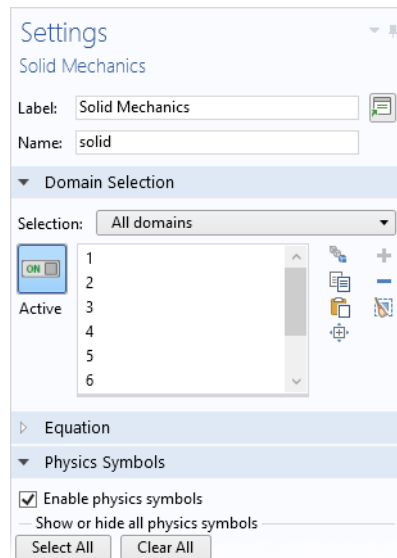 Settings
Solid Mechanics
Label: Solid Mechanics
Name: solid
Domain Selection
Selection: All domains
ON
Active
1
2
3
4
5
6
Equation
Physics Symbols
Enable physics symbols
Show or hide all physics symbols
Select All Clear All